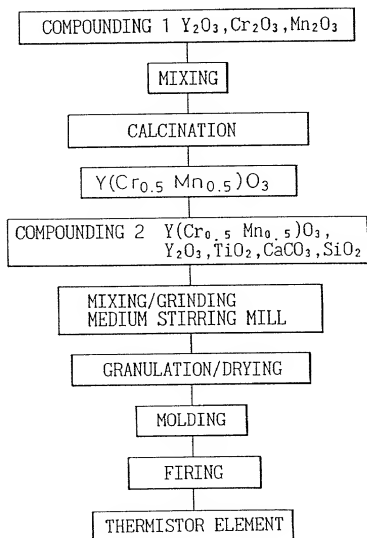 COMPOUNDING 1 Y₂O₃,Cr₂O₃,Mn₂O₃
MIXING
CALCINATION
Y(Cr₀.₅ Mn₀.₅)O₃
COMPOUNDING 2 Y(Cr₀.₅ Mn₀.₅)O₃,
Y₂O₃,TiO₂,CaCO₃,SiO₂
MIXING/GRINDING
MEDIUM STIRRING MILL
GRANULATION/DRYING
MOLDING
FIRING
THERMISTOR ELEMENT